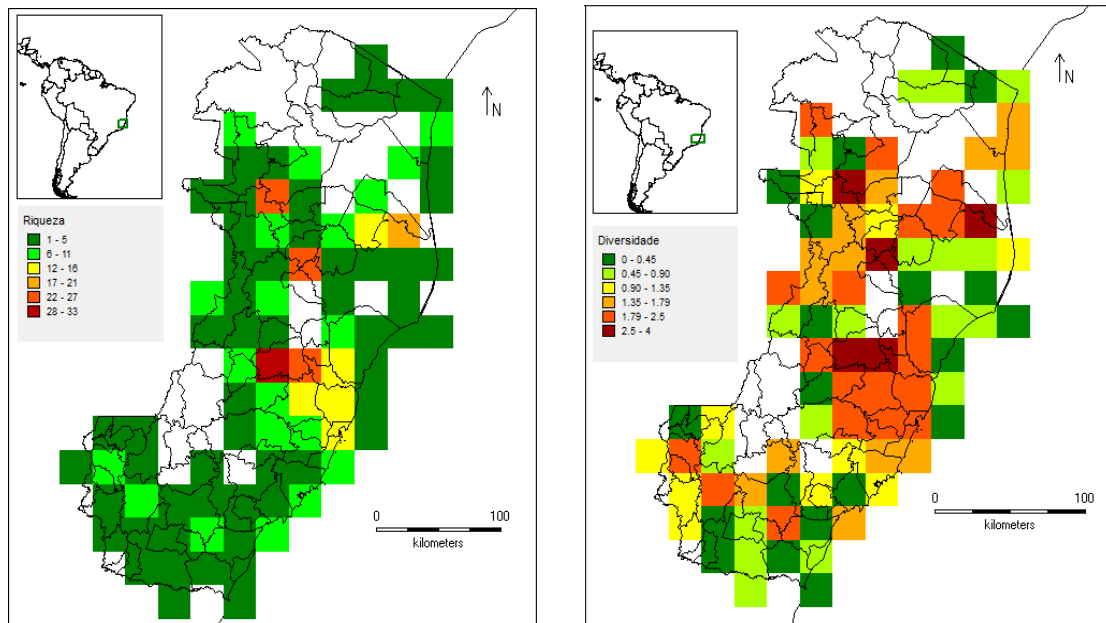 N
Riqueza
1 - 5
6 - 11
12 - 16
17 - 21
22 - 27
28 - 33
0
100
kilometers
N
Diversidade
0 - 0.45
0.45 - 0.90
0.90 - 1.35
1.35 - 1.79
1.79 - 2.5
2.5 - 4
0
100
kilometers